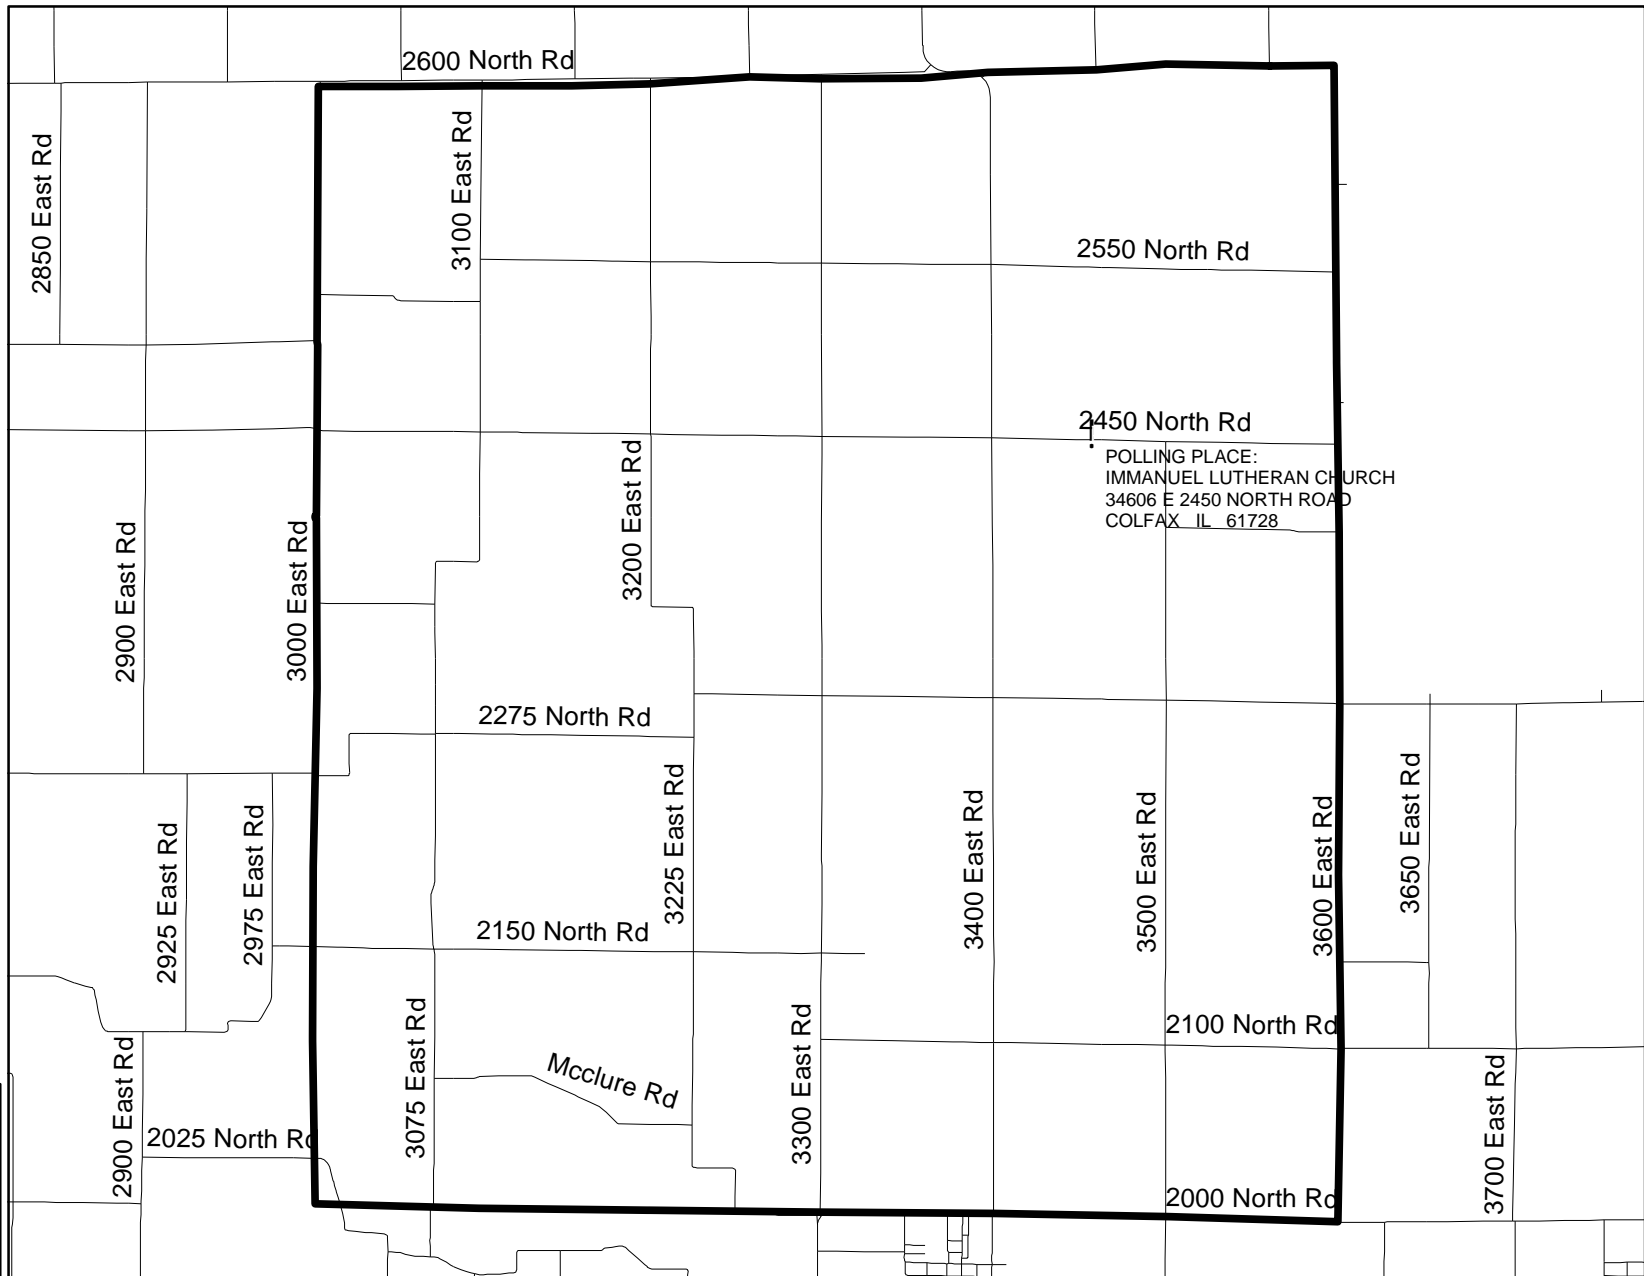 2600 North Rd
2850 East Rd
3100 East Rd
2550 North Rd
2450 North Rd
!
POLLING PLACE:
IMMANUEL LUTHERAN CHURCH
34606 E 2450 NORTH ROAD
COLFAX IL 61728
3200 East Rd
2900 East Rd
3000 East Rd
2275 North Rd
3225 East Rd
3400 East Rd
3500 East Rd
3600 East Rd
3650 East Rd
2925 East Rd
2975 East Rd
2150 North Rd
3075 East Rd
Mcclure Rd
3300 East Rd
2100 North Rd
2900 East Rd
2025 North Rd
3700 East Rd
2000 North Rd